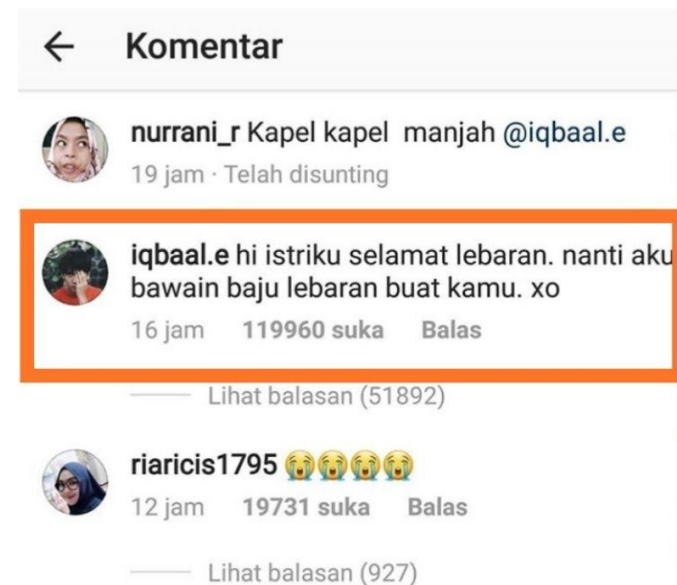 Komentar
nurrani_r Kapel kapel manjah @iqbaal.e
19 jam · Telah disunting
iqbaal.e hi istriku selamat lebaran. nanti aku
bawain baju lebaran buat kamu. xo
16 jam 119960 suka Balas
Lihat balasan (51892)
riaricis1795 😭😭😭😭
12 jam 19731 suka Balas
Lihat balasan (927)